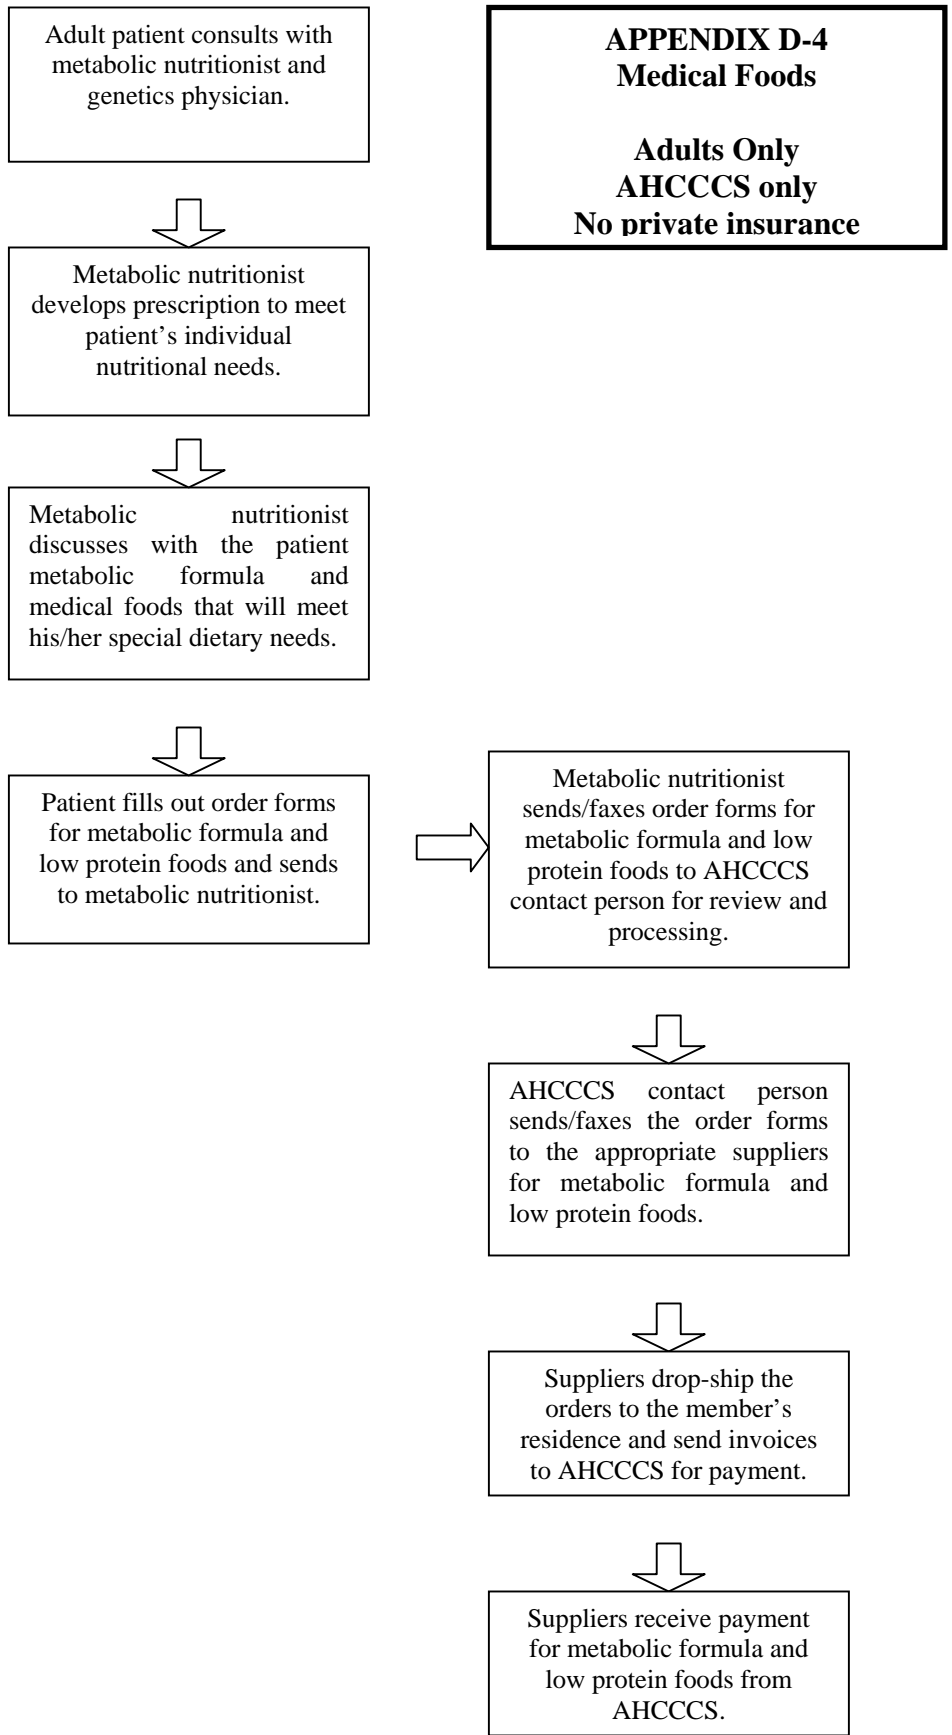 APPENDIX D-4
Medical Foods
Adults Only
AHCCCS only
No private insurance
Adult patient consults with
metabolic nutritionist and
genetics physician.
Metabolic nutritionist
develops prescription to meet
patient’s individual
nutritional needs.
Metabolic nutritionist
discusses with the patient
metabolic formula and
medical foods that will meet
his/her special dietary needs.
Patient fills out order forms
for metabolic formula and
low protein foods and sends
to metabolic nutritionist.
Metabolic nutritionist
sends/faxes order forms for
metabolic formula and low
protein foods to AHCCCS
contact person for review and
processing.
AHCCCS contact person
sends/faxes the order forms
to the appropriate suppliers
for metabolic formula and
low protein foods.
Suppliers drop-ship the
orders to the member’s
residence and send invoices
to AHCCCS for payment.
Suppliers receive payment
for metabolic formula and
low protein foods from
AHCCCS.